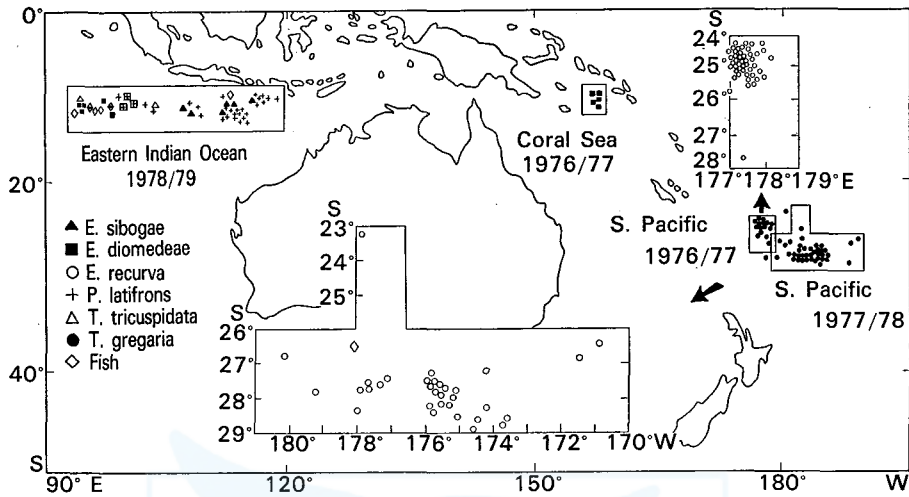 0°
20°
40°
S
50°
90° E
120°
150°
180°
160°W
Eastern Indian Ocean
1978/79
Coral Sea
1976/77
S. Pacific
1976/77
S. Pacific
1977/78
E. sibogae
E. diomedeae
E. recurva
P. latifrons
T. tricuspidata
T. gregaria
Fish
S
24°
25°
26°
27°
28°
177° 178° 179° E
S
23°
24°
25°
S
26°
27°
28°
29°
180° 178° 176° 174° 172° 170° W